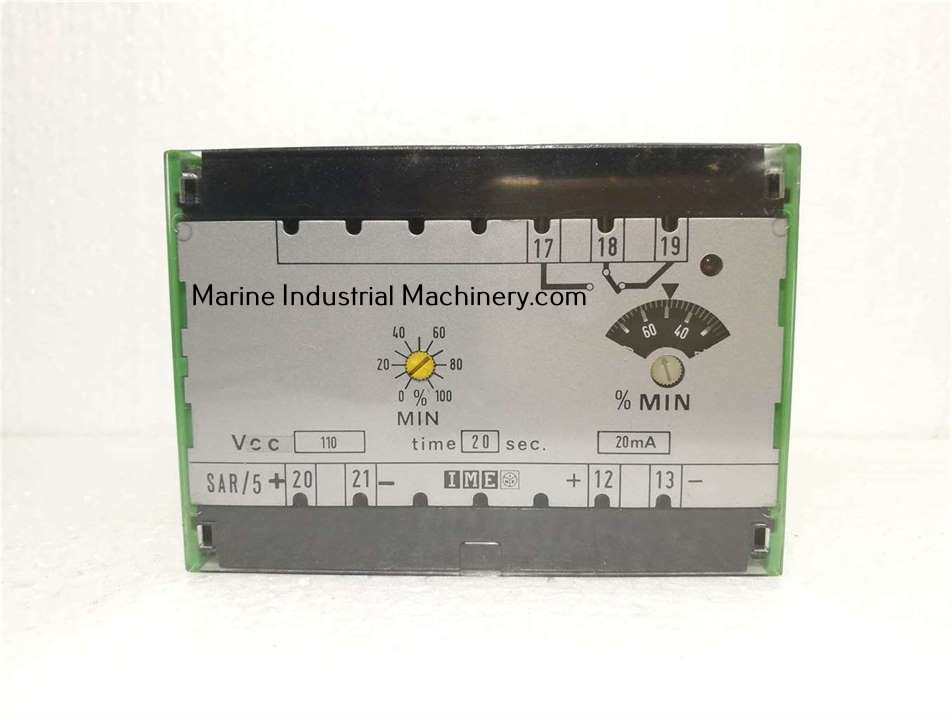 17 18 19
Marine Industrial Machinery.com
60 40
40 60
20 80
0 % 100
MIN
% MIN
Vcc 110 time 20 sec. 20mA
SAR/5 + 20 21 - IME + 12 13 -